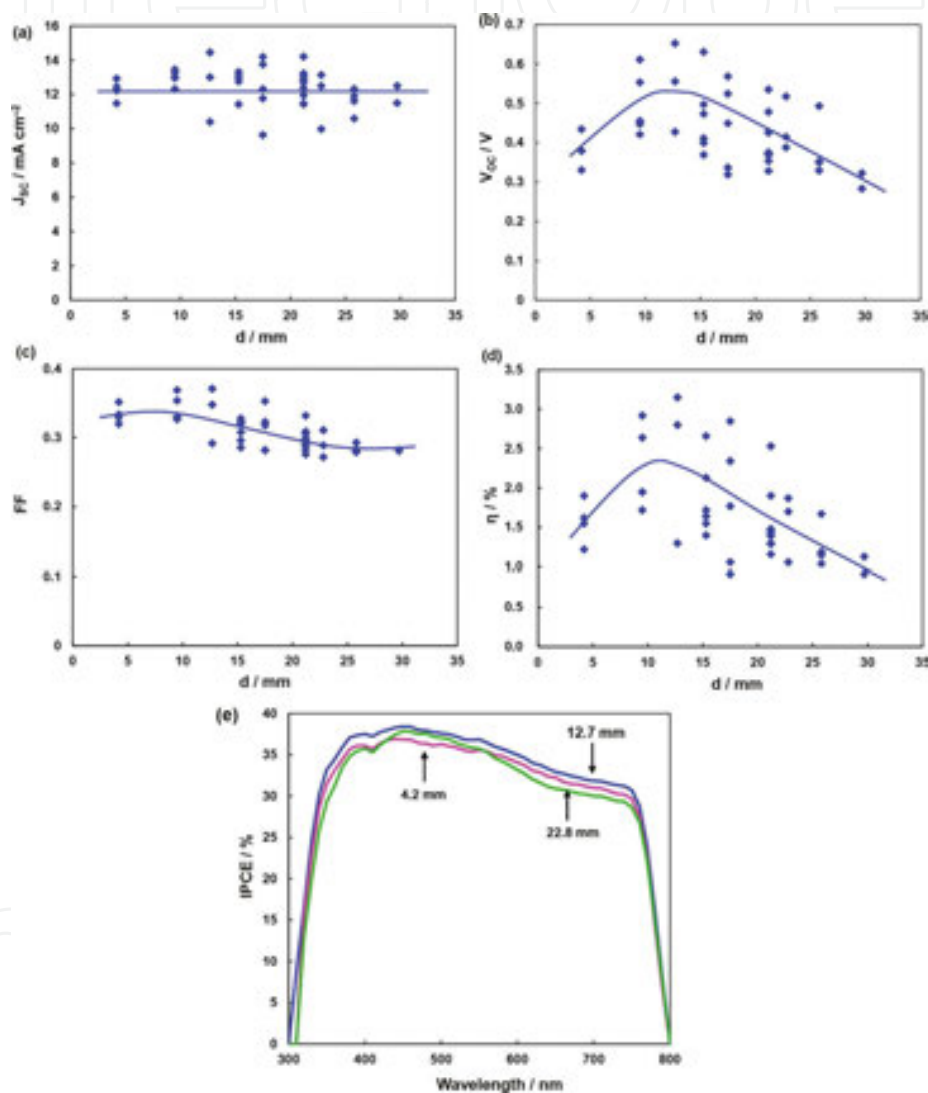 (a)
16
14
12
10
8
6
4
2
0
J_SC / mA cm⁻²
0 5 10 15 20 25 30 35
d / mm
(b)
0.7
0.6
0.5
0.4
0.3
0.2
0.1
0
V_OC / V
0 5 10 15 20 25 30 35
d / mm
(c)
0.4
0.3
0.2
0.1
0
FF
0 5 10 15 20 25 30 35
d / mm
(d)
3.5
3.0
2.5
2.0
1.5
1.0
0.5
0.0
η / %
0 5 10 15 20 25 30 35
d / mm
(e)
40
35
30
25
20
15
10
5
0
IPCE / %
12.7 mm
4.2 mm
22.8 mm
300 400 500 600 700 800
Wavelength / nm